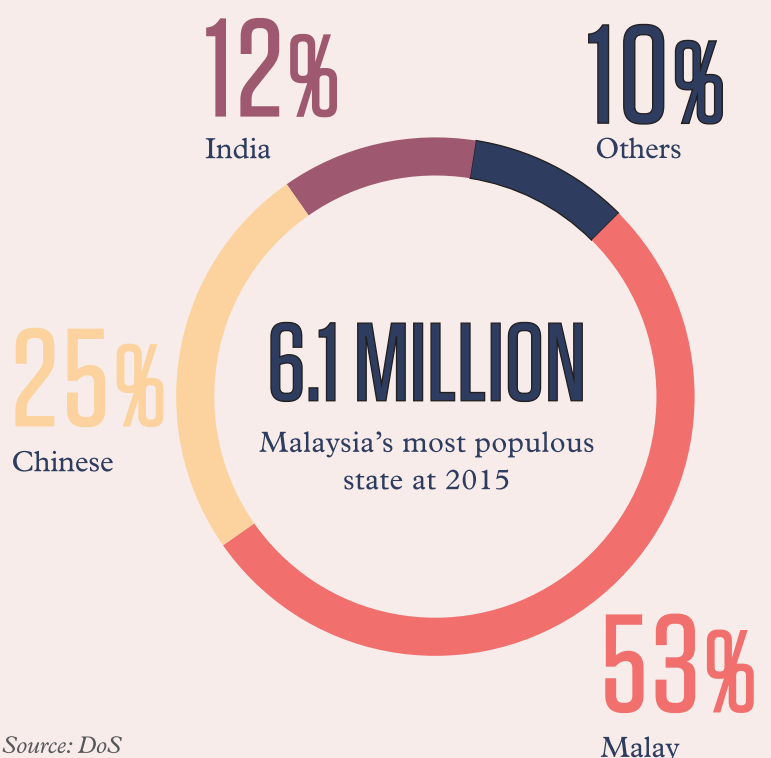 12%
India
10%
Others
25%
Chinese
6.1 MILLION
Malaysia's most populous
state at 2015
53%
Malay
Source: DoS